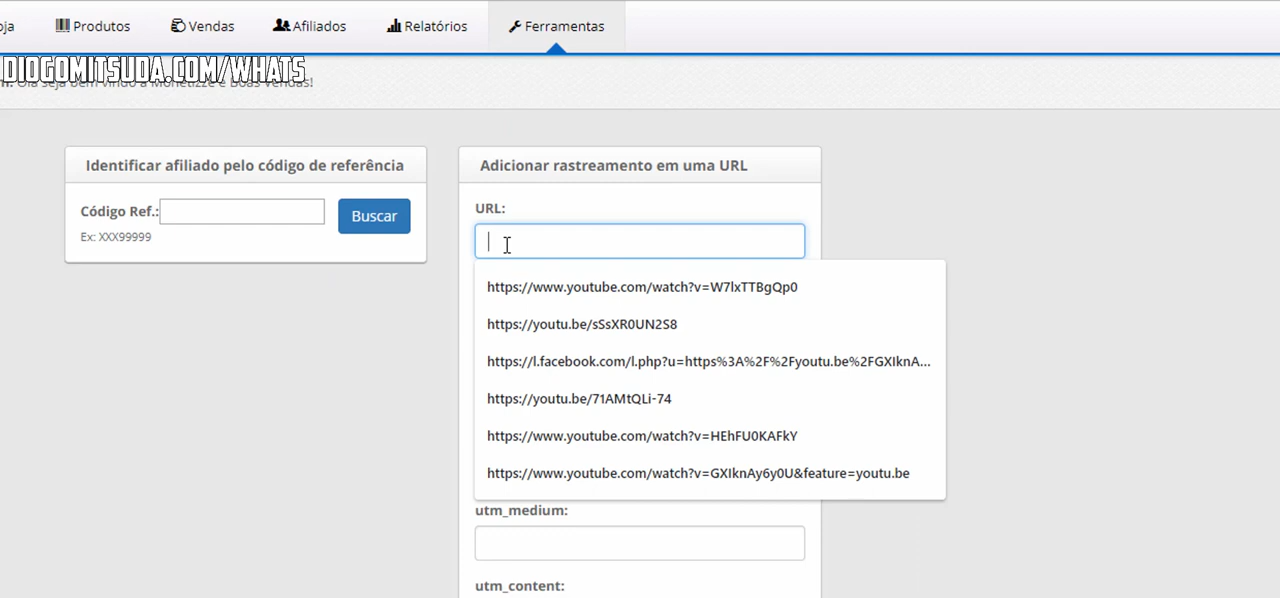 oja Produtos Vendas Afiliados Relatórios Ferramentas
DIOGOMITSUDA.COM/WHATS
m. Olá seja bem vindo a Monetizze e Boas Vendas!
Identificar afiliado pelo código de referência
Código Ref.: Buscar
Ex: XXX99999
Adicionar rastreamento em uma URL
URL:
https://www.youtube.com/watch?v=W7lxTTBgQp0
https://youtu.be/sSsXR0UN2S8
https://l.facebook.com/l.php?u=https%3A%2F%2Fyoutu.be%2FGXIknA...
https://youtu.be/71AMtQLi-74
https://www.youtube.com/watch?v=HEhFU0KAFkY
https://www.youtube.com/watch?v=GXIknAy6y0U&feature=youtu.be
utm_medium:
utm_content: